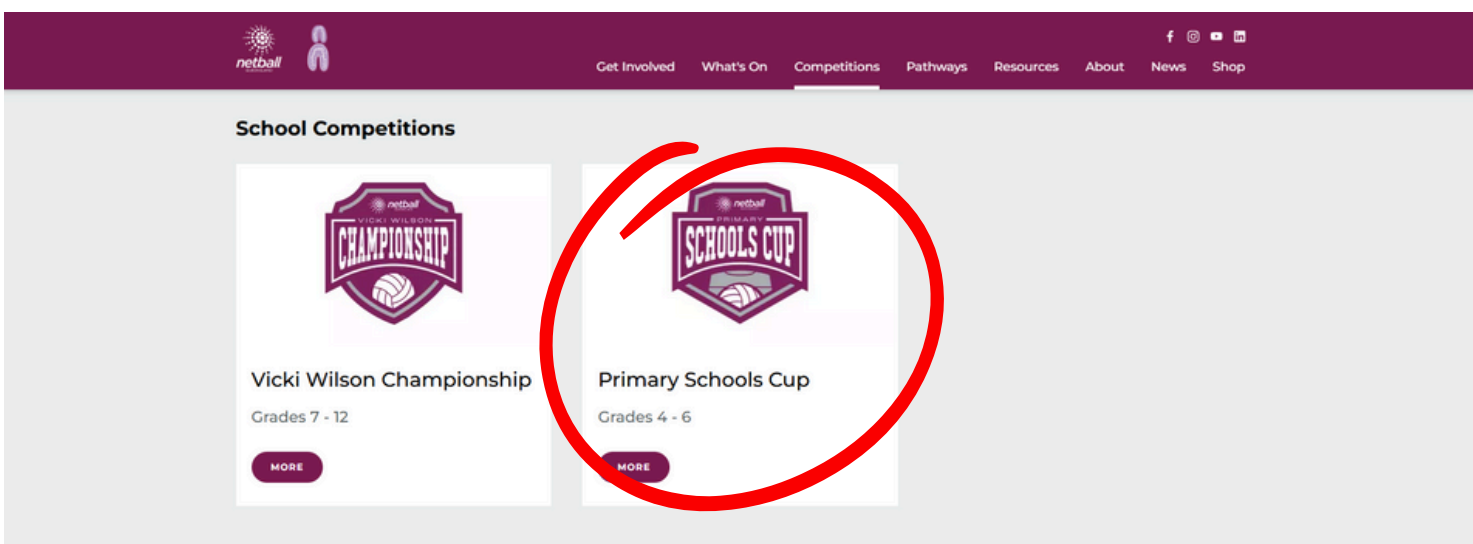 netball
Get Involved
What's On
Competitions
Pathways
Resources
About
News
Shop
School Competitions
netball
VICKI WILSON
CHAMPIONSHIP
Vicki Wilson Championship
Grades 7 - 12
MORE
netball
PRIMARY
SCHOOLS CUP
Primary Schools Cup
Grades 4 - 6
MORE